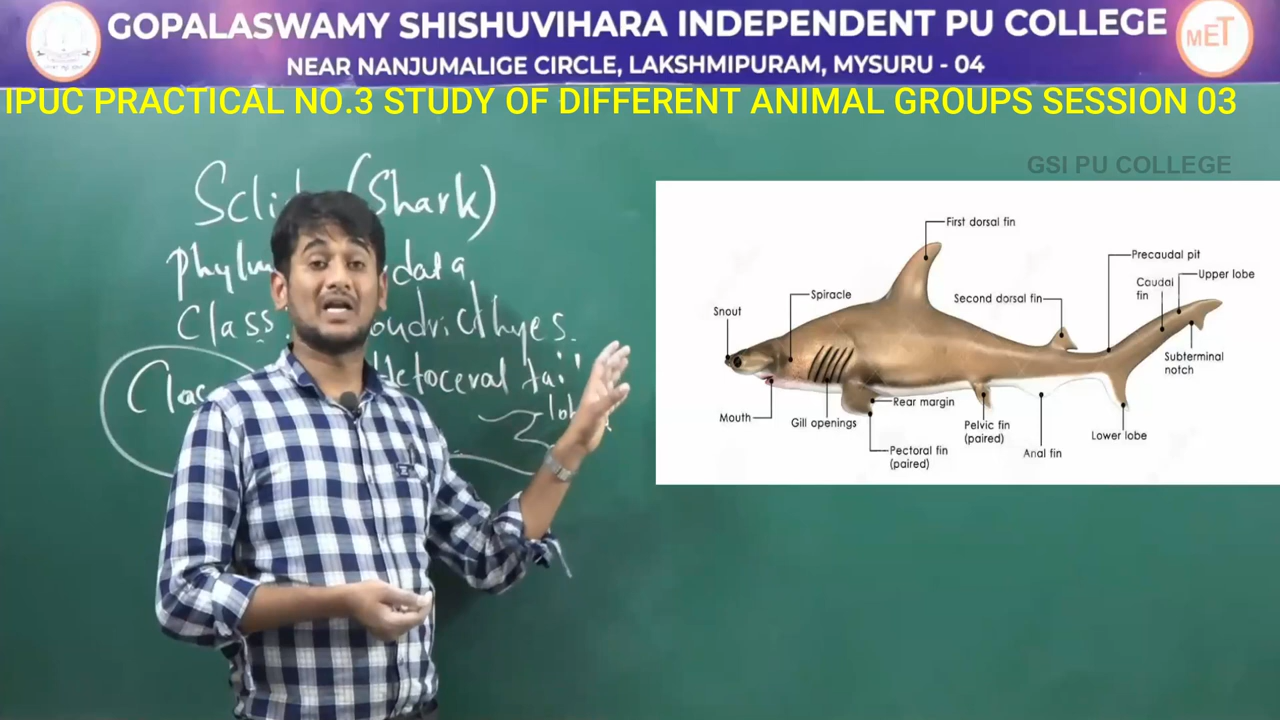 GOPALASWAMY SHISHUVIHARA INDEPENDENT PU COLLEGE
MET
NEAR NANJUMALIGE CIRCLE, LAKSHMIPURAM, MYSURU - 04
IPUC PRACTICAL NO.3 STUDY OF DIFFERENT ANIMAL GROUPS SESSION 03
GSI PU COLLEGE
(Shark)
Class
tail
First dorsal fin
Precaudal pit
Upper lobe
Caudal fin
Spiracle
Second dorsal fin
Snout
Subterminal notch
Rear margin
Mouth
Gill openings
Pelvic fin (paired)
Lower lobe
Pectoral fin (paired)
Anal fin